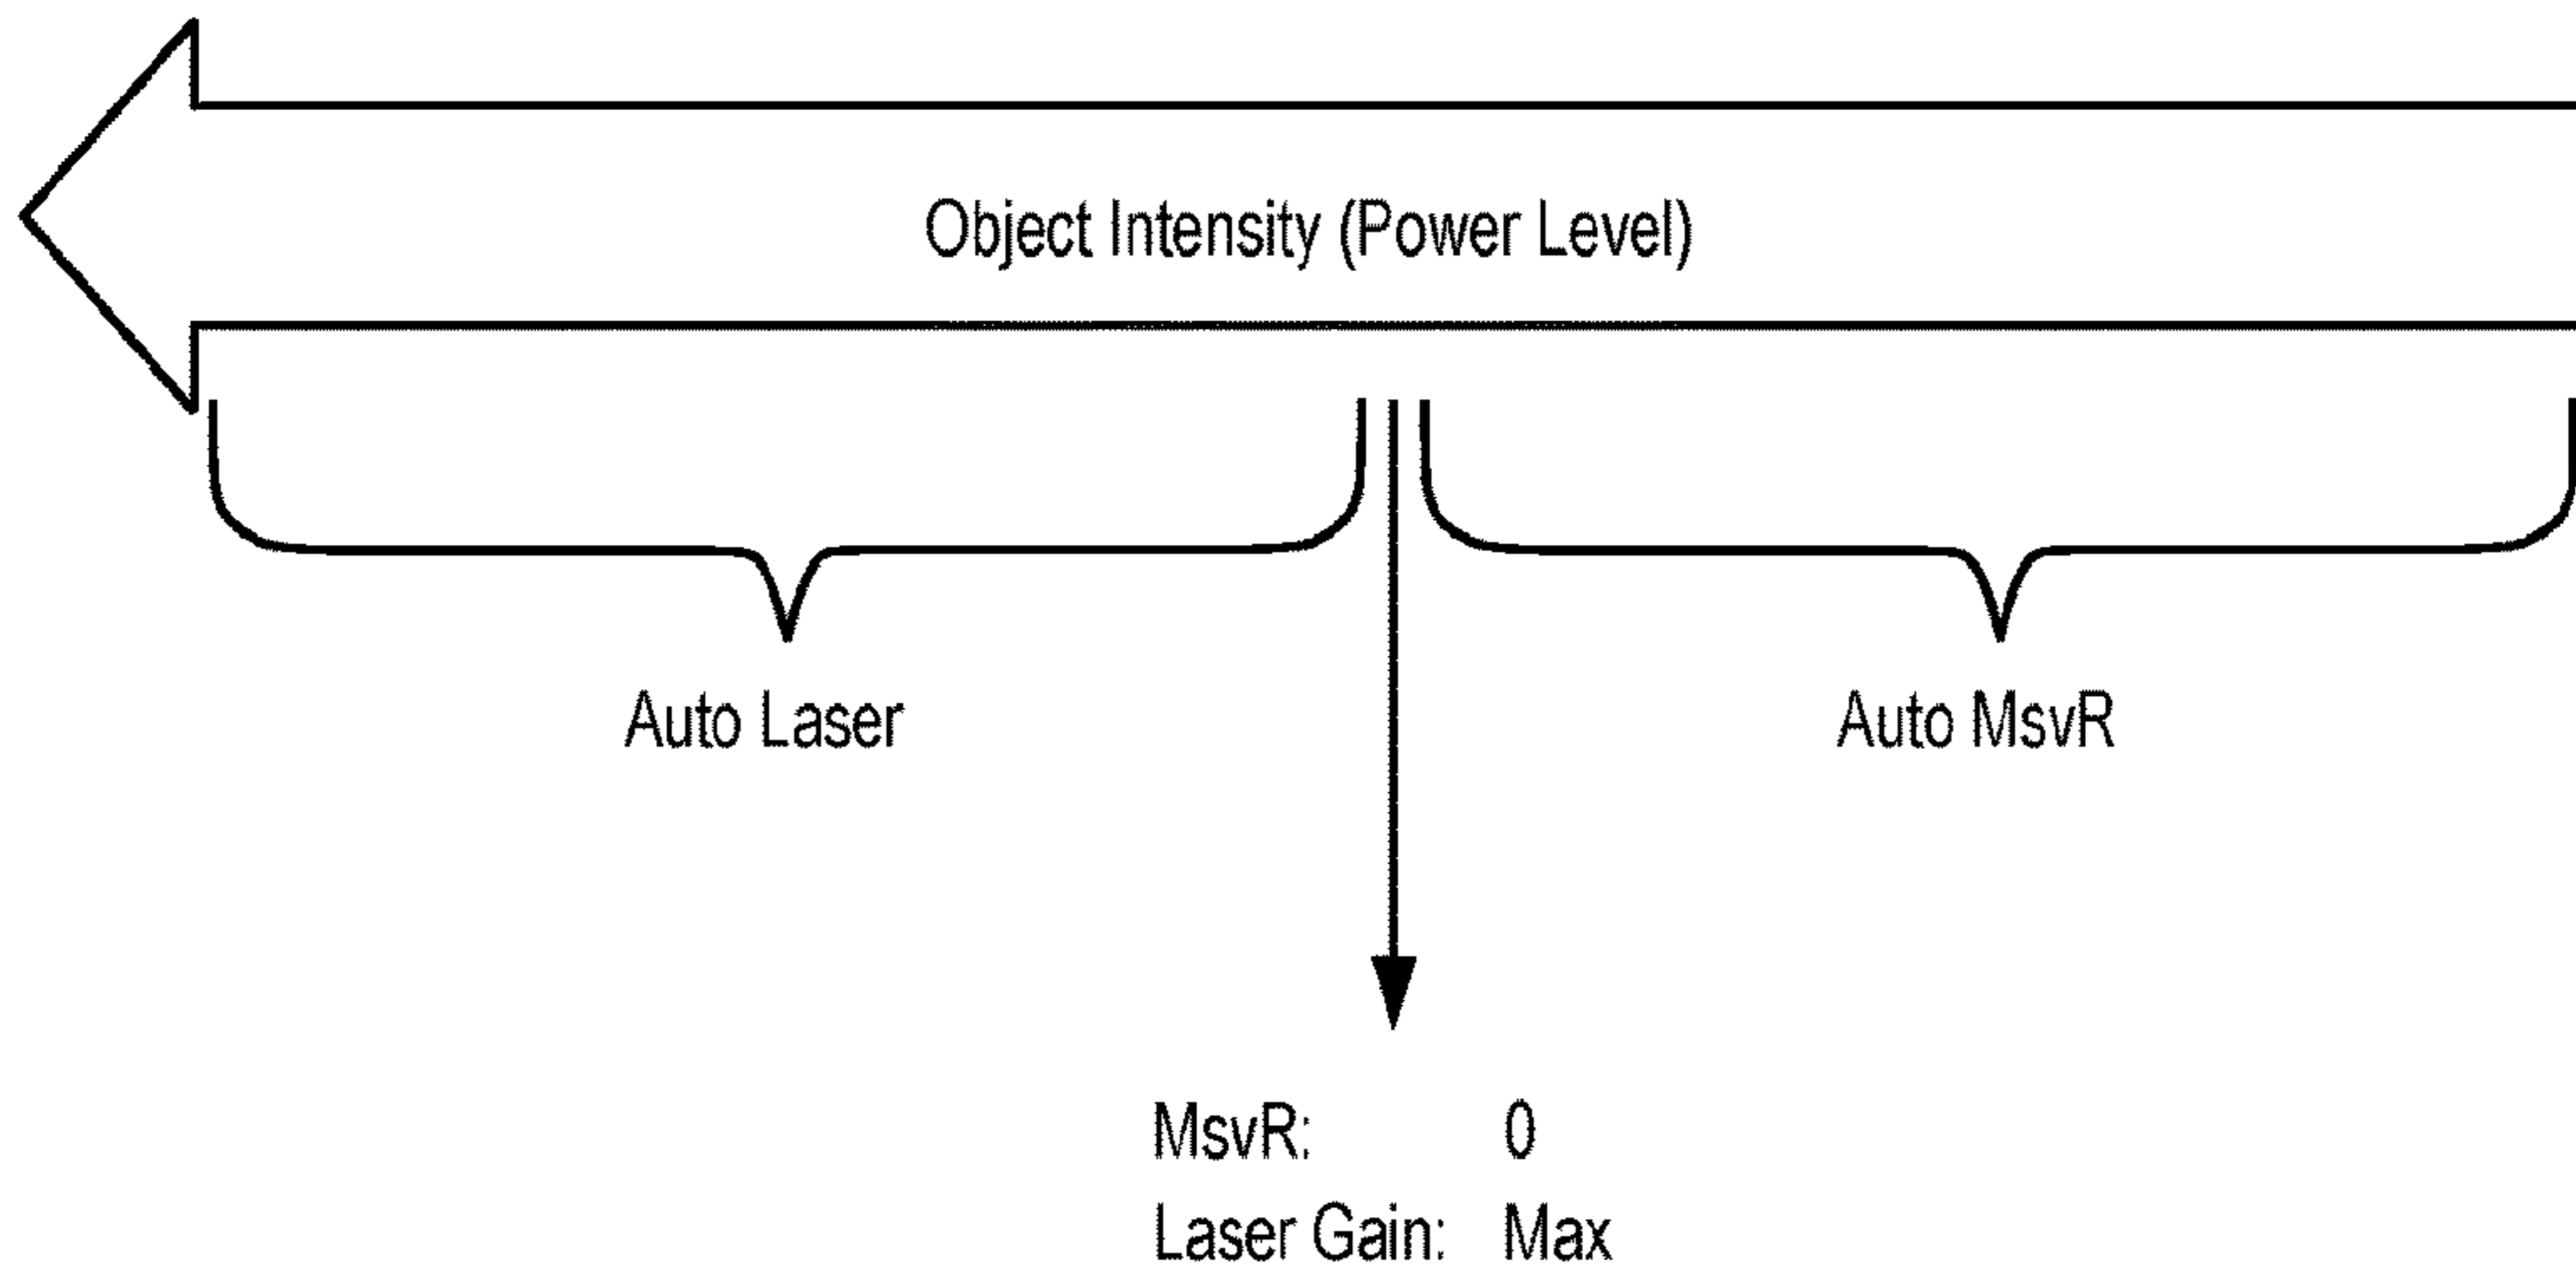 Object Intensity (Power Level)
Auto Laser
Auto MsvR
MsvR: 0
Laser Gain: Max